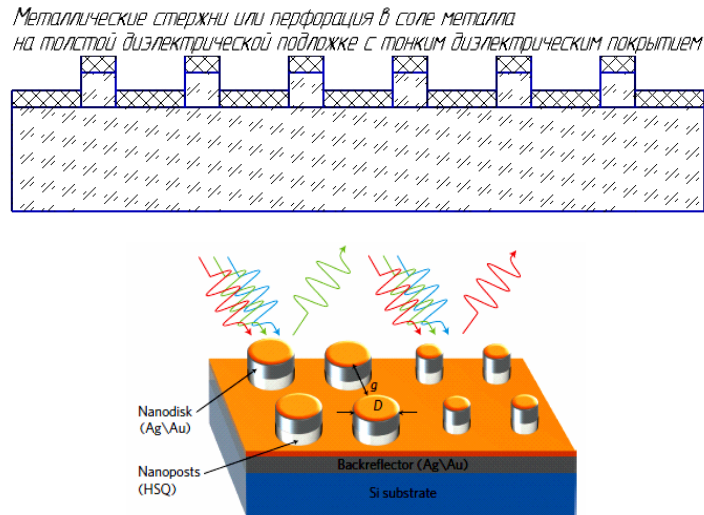 Металлические стержни или перфорация в соле металла
на толстой диэлектрической подложке с тонким диэлектрическим покрытием
g
D
Nanodisk
(Ag\Au)
Nanoposts
(HSQ)
Backreflector (Ag\Au)
Si substrate